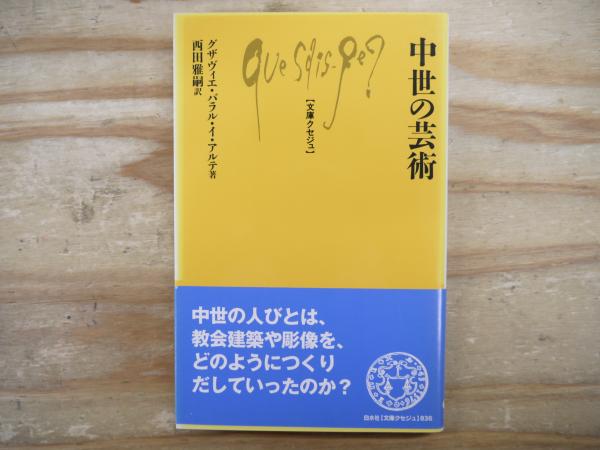 中世の芸術
Que sais-je?
【文庫クセジュ】
グザヴィエ・バラル・イ・アルテ著
西田雅嗣訳
中世の人びとは、
教会建築や彫像を、
どのようにつくり
だしていったのか?
白水社【文庫クセジュ】836